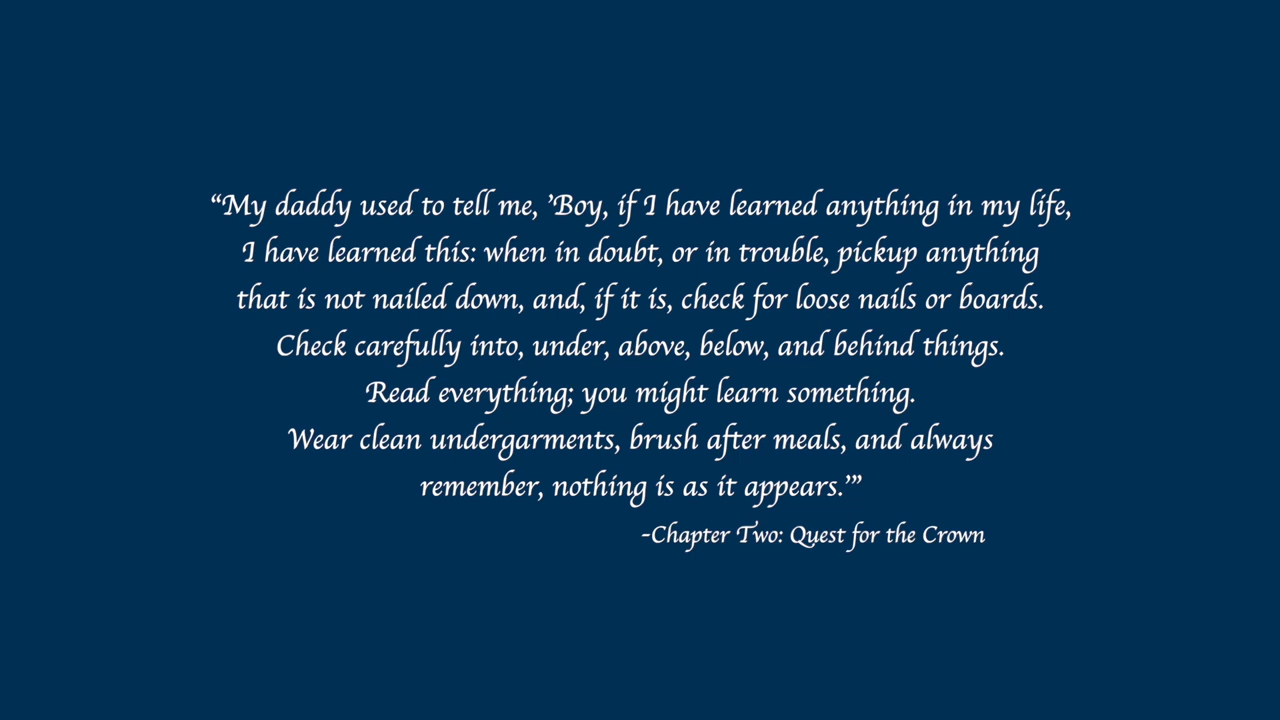 “My daddy used to tell me, ’Boy, if I have learned anything in my life,
I have learned this: when in doubt, or in trouble, pickup anything
that is not nailed down, and, if it is, check for loose nails or boards.
Check carefully into, under, above, below, and behind things.
Read everything; you might learn something.
Wear clean undergarments, brush after meals, and always
remember, nothing is as it appears.’”
-Chapter Two: Quest for the Crown